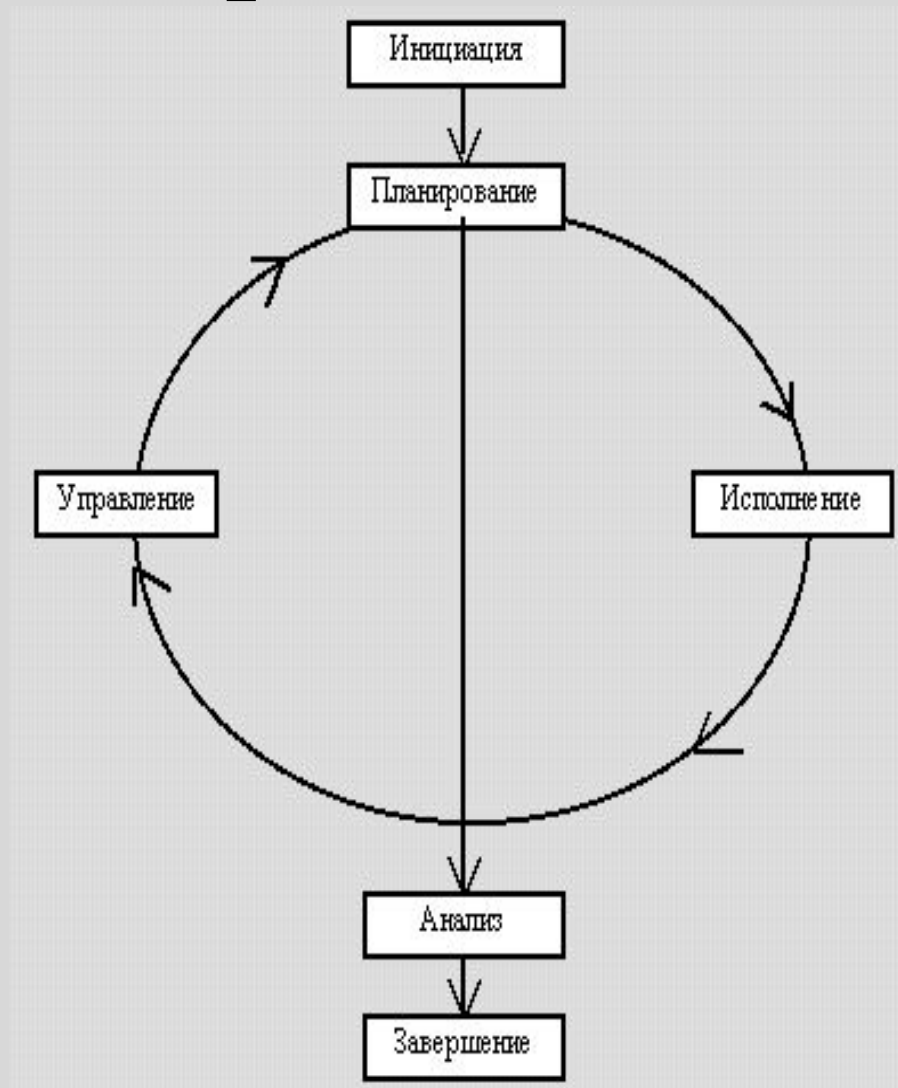 Инициация
Планирование
Управление
Исполнение
Анализ
Завершение